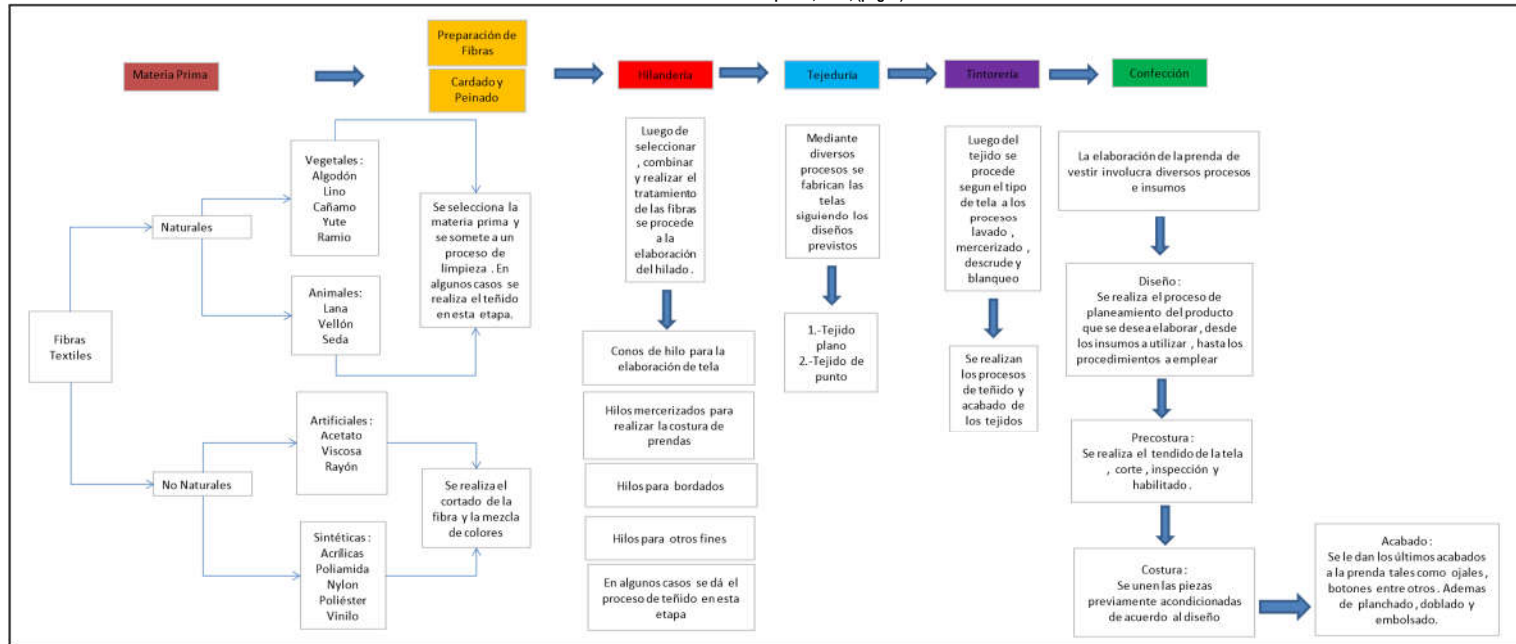 Materia Prima
Preparación de
Fibras
Cardado y
Peinado
Hilandería
Tejeduría
Tintorería
Confección
Fibras
Textiles
Naturales
No Naturales
Vegetales :
Algodón
Lino
Cañamo
Yute
Ramio
Animales:
Lana
Vellón
Seda
Artificiales :
Acetato
Viscosa
Rayón
Sintéticas :
Acrílicas
Poliamida
Nylon
Poliéster
Vinilo
Se selecciona la
materia prima y
se somete a un
proceso de
limpieza . En
algunos casos se
realiza el teñido
en esta etapa.
Se realiza el
cortado de la
fibra y la mezcla
de colores
Luego de
seleccionar
, combinar
y realizar el
tratamiento
de las fibras
se procede
a la
elaboración
del hilado .
Conos de hilo para la
elaboración de tela
Hilos mercerizados para
realizar la costura de
prendas
Hilos para bordados
Hilos para otros fines
En algunos casos se dá el
proceso de teñido en esta
etapa
Mediante
diversos
procesos se
fabrican las
telas
siguiendo los
diseños
previstos
1.-Tejido
plano
2.-Tejido de
punto
Luego del
tejido se
procede
segun el tipo
de tela a los
procesos
lavado ,
mercerizado ,
descrude y
blanqueo
Se realizan
los procesos
de teñido y
acabado de
los tejidos
La elaboración de la prenda de
vestir involucra diversos procesos
e insumos
Diseño :
Se realiza el proceso de
planeamiento del producto
que se desea elaborar, desde
los insumos a utilizar , hasta los
procedimientos a emplear
Precostura :
Se realiza el tendido de la tela
, corte , inspección y
habilitado .
Costura :
Se unen las piezas
previamente acondicionadas
de acuerdo al diseño
Acabado :
Se le dan los últimos acabados
a la prenda tales como ojales ,
botones entre otros . Ademas
de planchado, doblado y
embolsado.